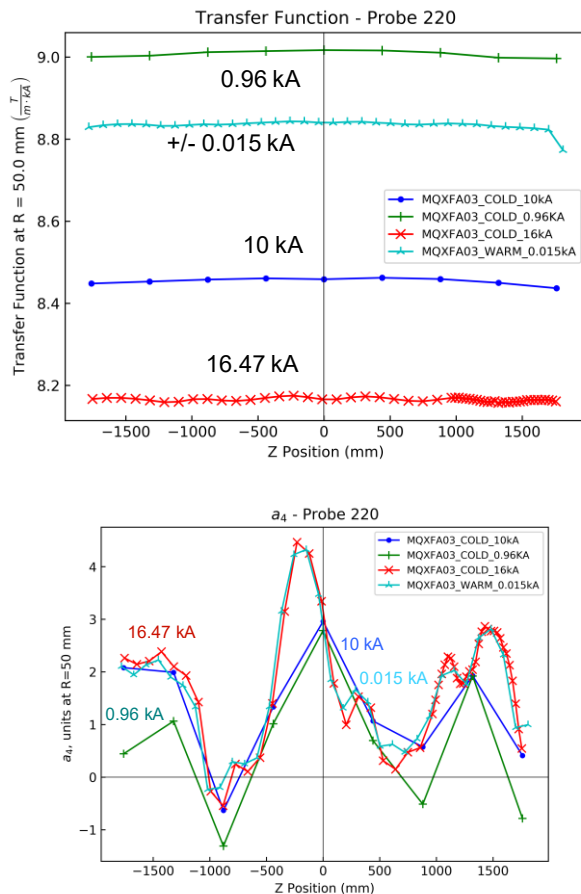 Transfer Function - Probe 220
Transfer Function at R = 50.0 mm (T/(m·kA))
9.0
8.8
8.6
8.4
8.2
0.96 kA
+/- 0.015 kA
MQXFA03_COLD_10kA
MQXFA03_COLD_0.96KA
MQXFA03_COLD_16kA
MQXFA03_WARM_0.015kA
10 kA
16.47 kA
−1500 −1000 −500 0 500 1000 1500
Z Position (mm)
a₄ - Probe 220
a₄, units at R=50 mm
4
3
2
1
0
−1
MQXFA03_COLD_10kA
MQXFA03_COLD_0.96KA
MQXFA03_COLD_16kA
MQXFA03_WARM_0.015kA
16.47 kA
10 kA
0.015 kA
0.96 kA
−1500 −1000 −500 0 500 1000 1500
Z Position (mm)